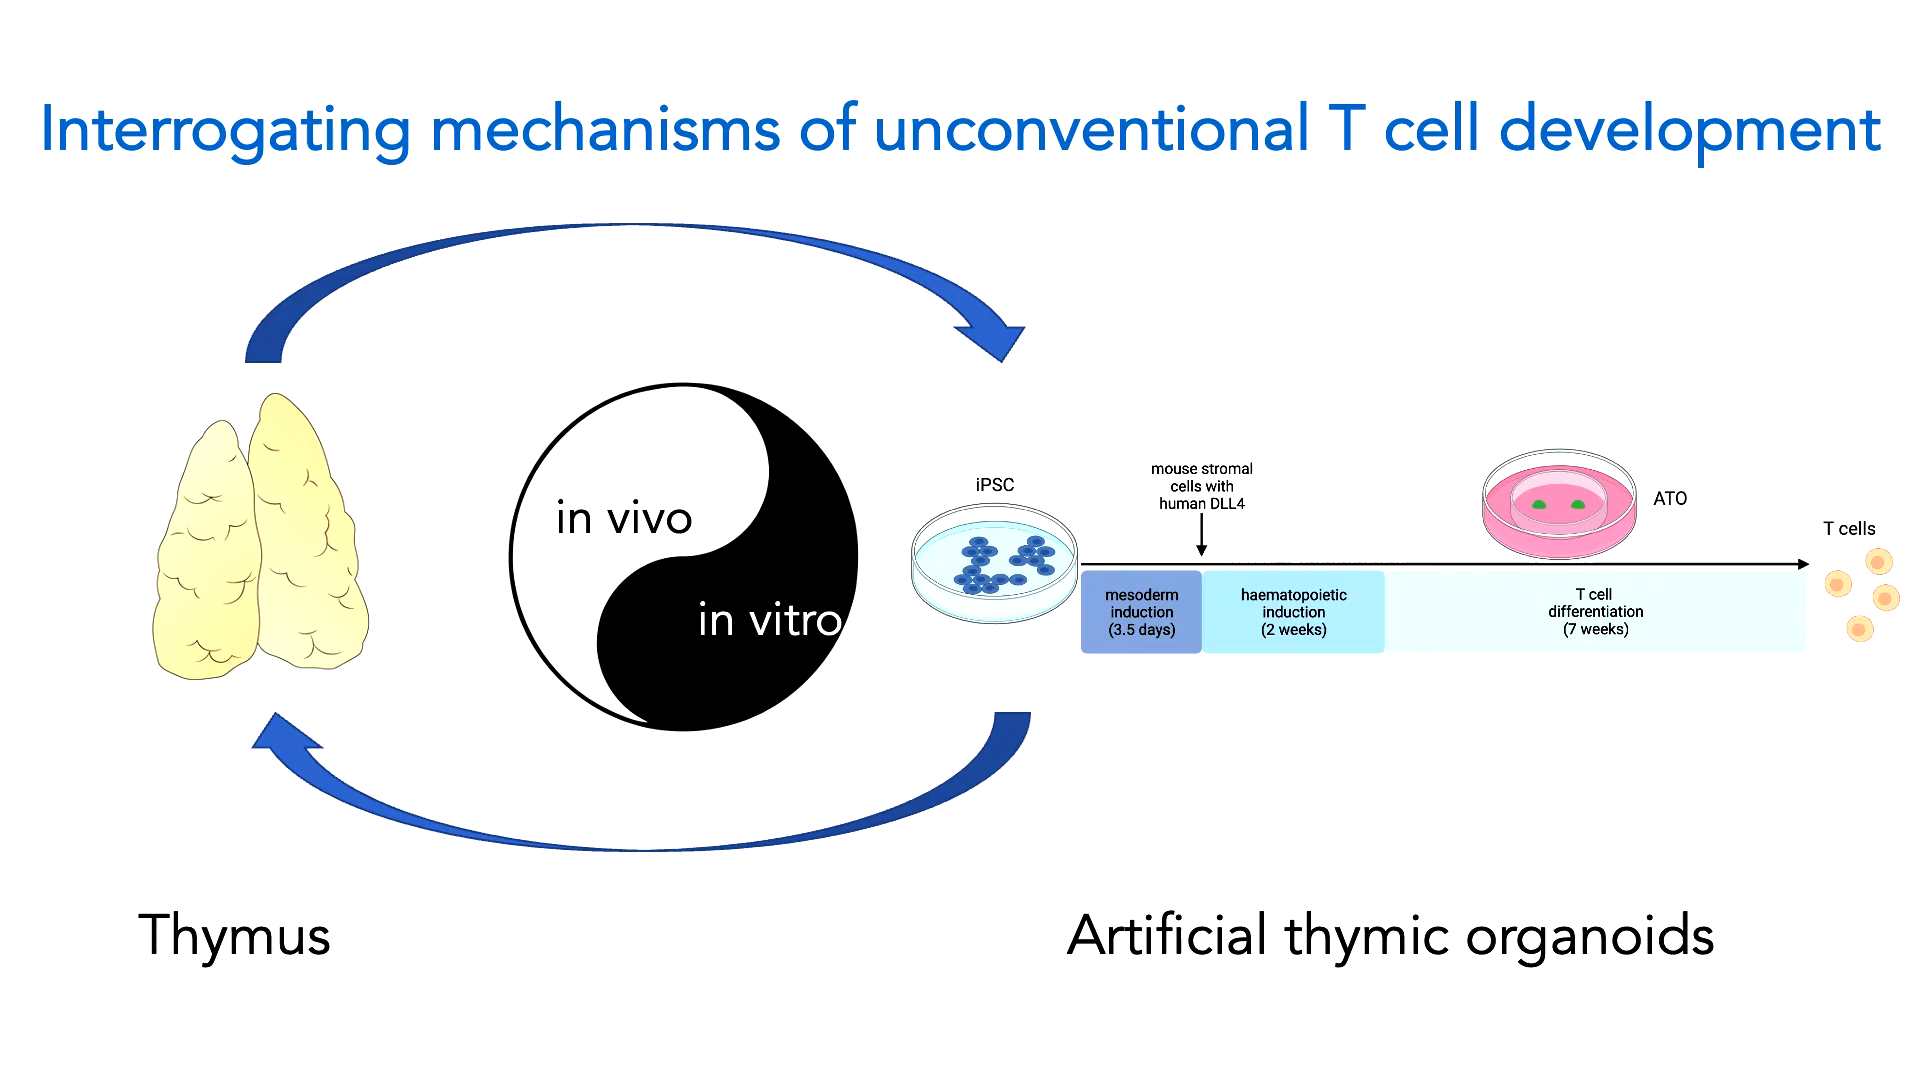 Interrogating mechanisms of unconventional T cell development
in vivo
in vitro
iPSC
mouse stromal
cells with
human DLL4
ATO
T cells
mesoderm
induction
(3.5 days)
haematopoietic
induction
(2 weeks)
T cell
differentiation
(7 weeks)
Thymus
Artificial thymic organoids